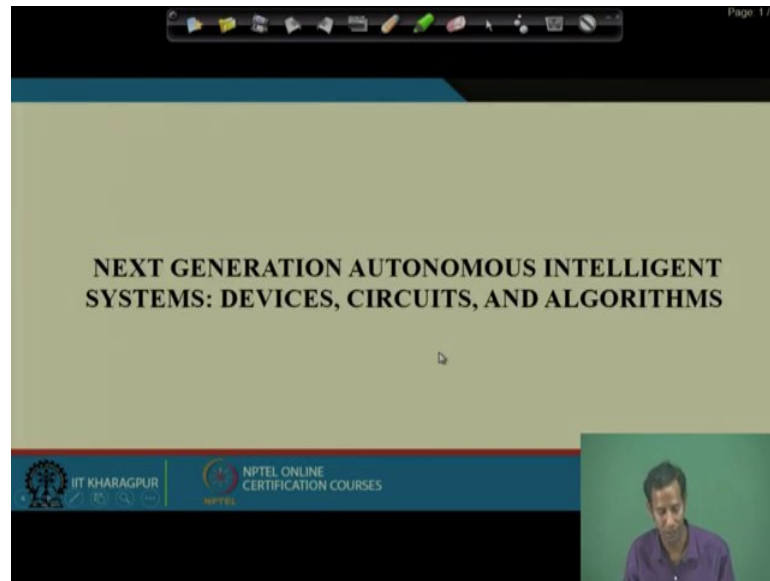 Page 1/
NEXT GENERATION AUTONOMOUS INTELLIGENT
SYSTEMS: DEVICES, CIRCUITS, AND ALGORITHMS
IIT KHARAGPUR
NPTEL
NPTEL ONLINE
CERTIFICATION COURSES